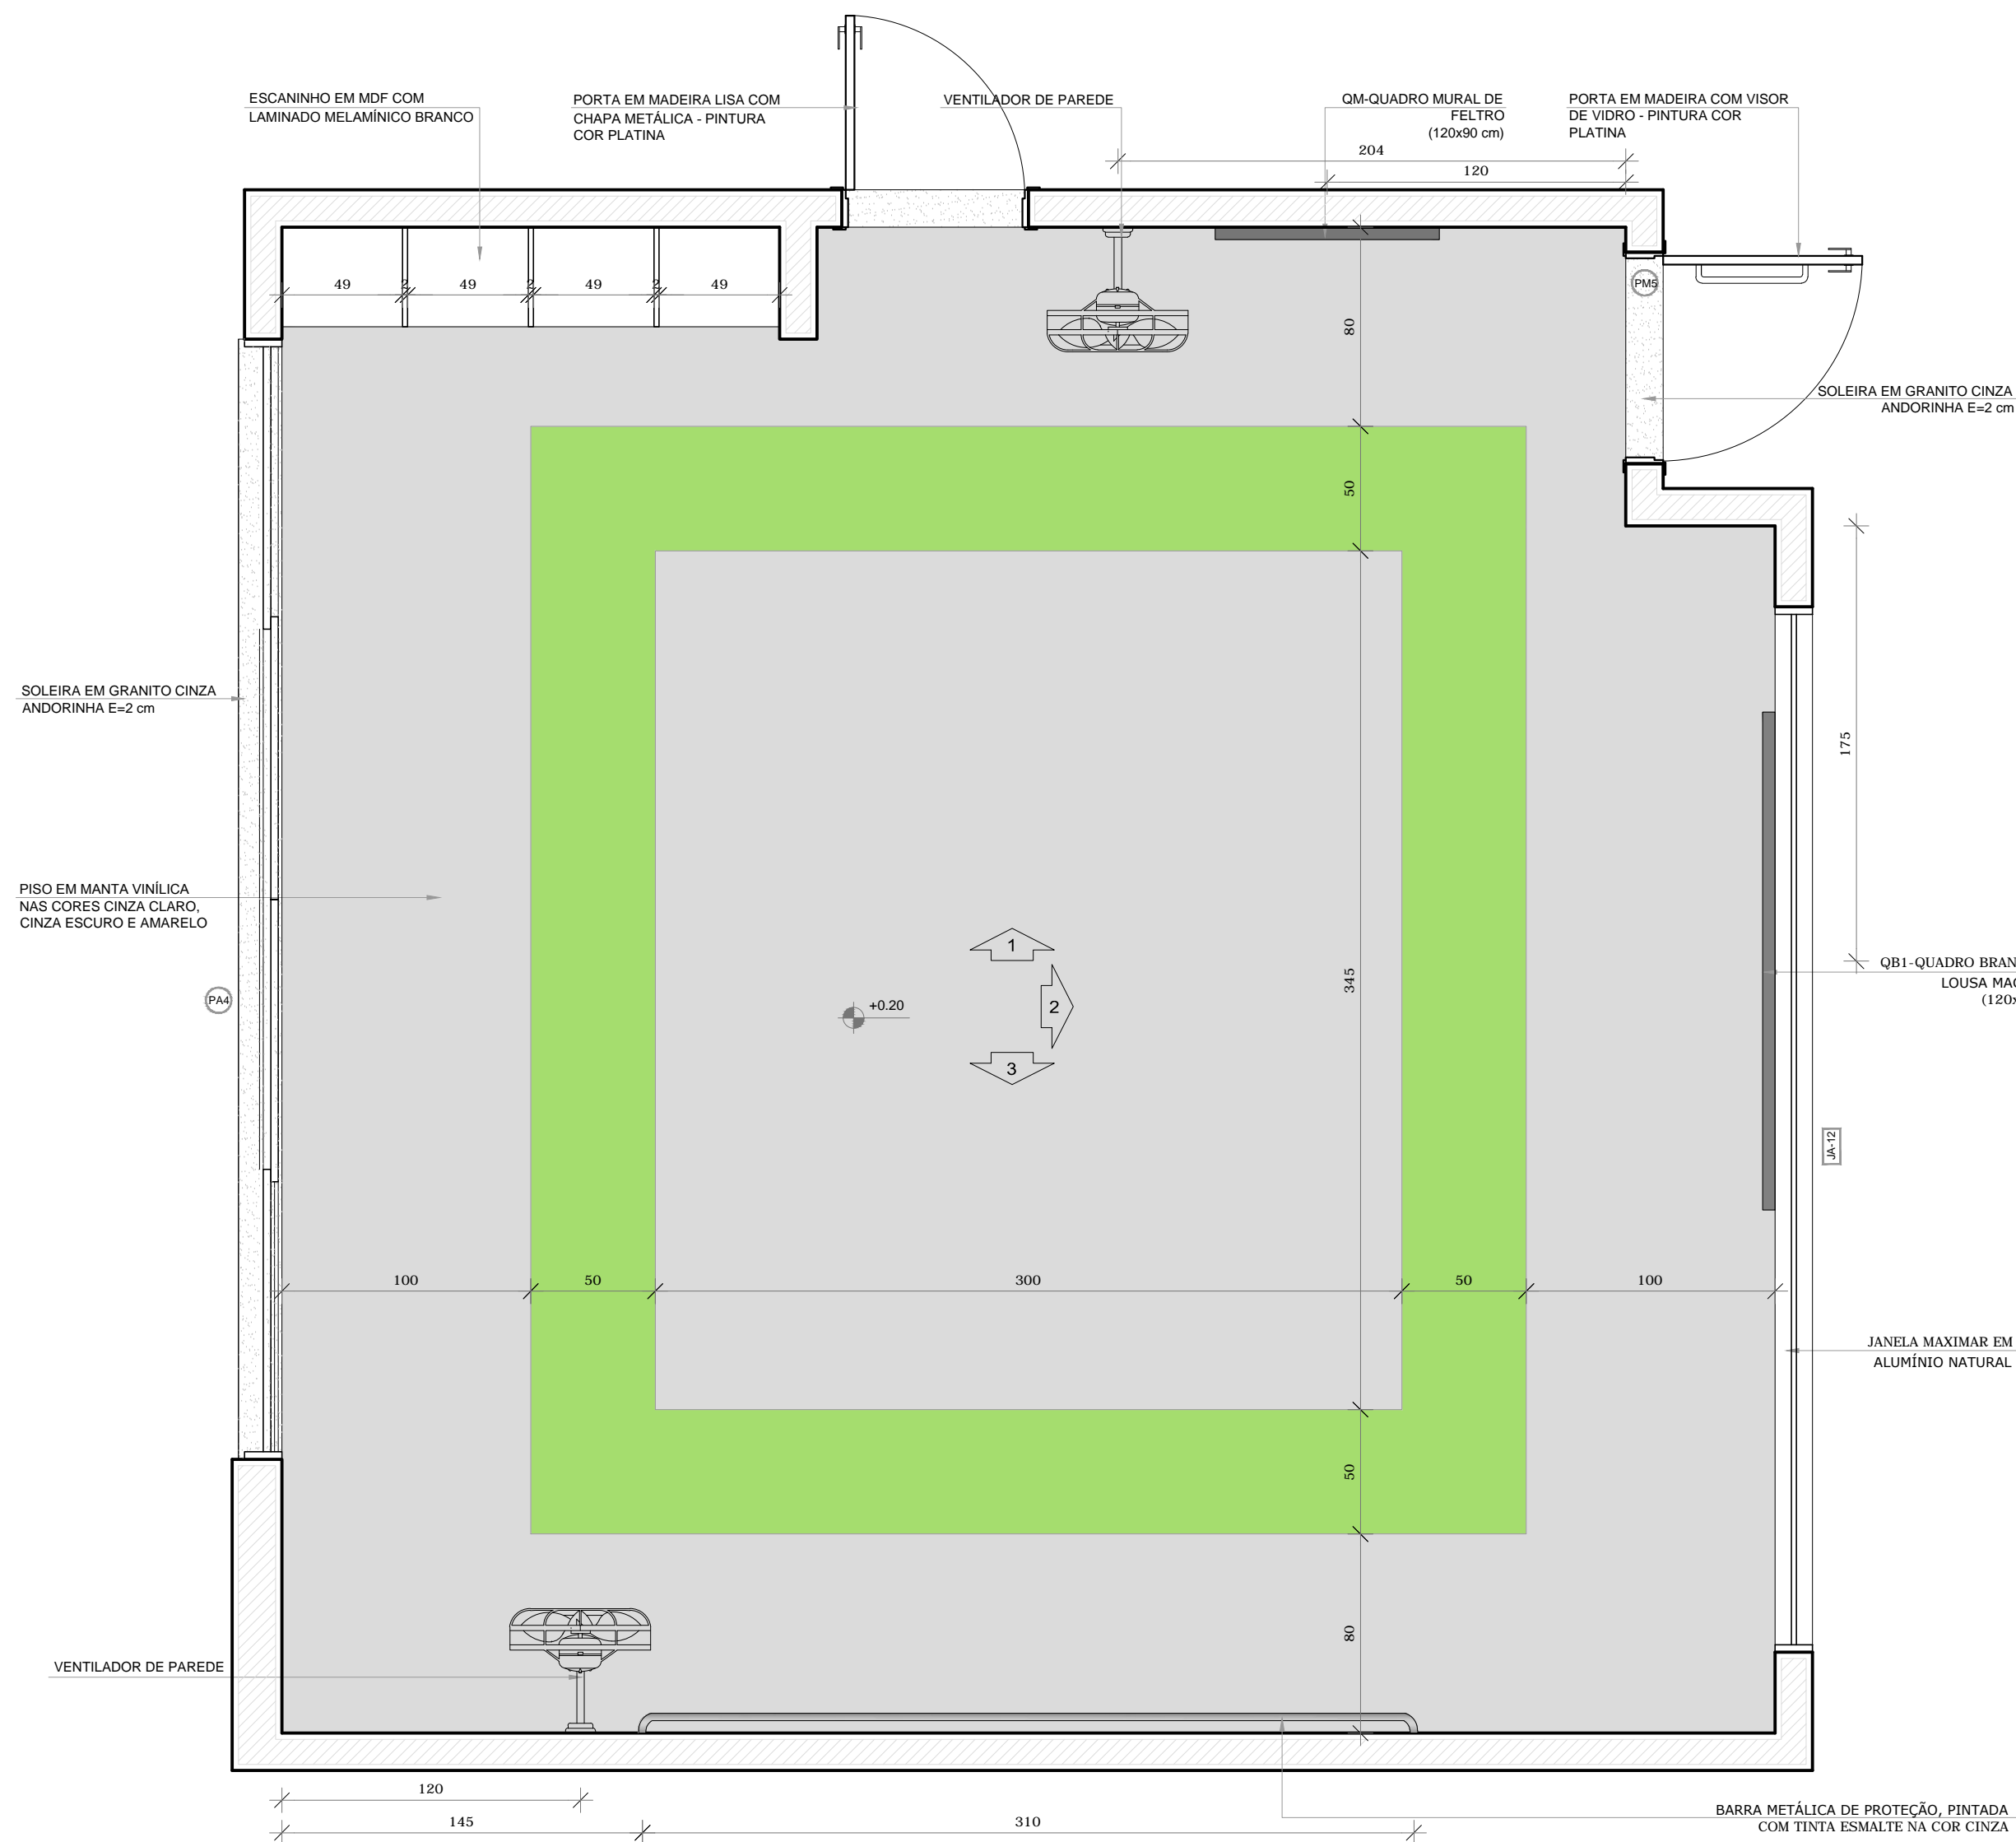 ESCANINHO EM MDF COM
LAMINADO MELAMÍNICO BRANCO
PORTA EM MADEIRA LISA COM
CHAPA METÁLICA - PINTURA
COR PLATINA
VENTILADOR DE PAREDE
QM-QUADRO MURAL DE
FELTRO
(120x90 cm)
PORTA EM MADEIRA COM VISOR
DE VIDRO - PINTURA COR
PLATINA
204
120
49
2
49
2
49
2
49
PM5
80
SOLEIRA EM GRANITO CINZA
ANDORINHA E=2 cm
50
SOLEIRA EM GRANITO CINZA
ANDORINHA E=2 cm
175
PISO EM MANTA VINÍLICA
NAS CORES CINZA CLARO,
CINZA ESCURO E AMARELO
1
2
3
+0.20
345
PA4
QB1-QUADRO BRAN
LOUSA MAG
(120x
JA-12
100
50
300
50
100
JANELA MAXIMAR EM
ALUMÍNIO NATURAL
50
80
VENTILADOR DE PAREDE
120
145
310
BARRA METÁLICA DE PROTEÇÃO, PINTADA
COM TINTA ESMALTE NA COR CINZA